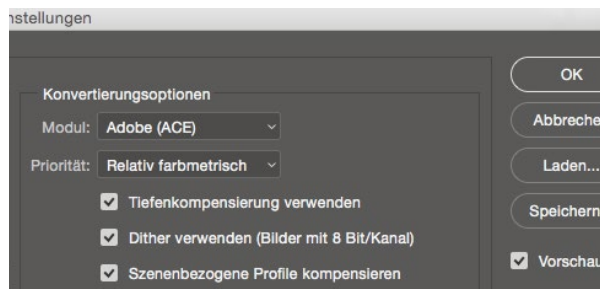 nstellungen
Konvertierungsoptionen
Modul: Adobe (ACE)
Priorität: Relativ farbmetrisch
Tiefenkompensierung verwenden
Dither verwenden (Bilder mit 8 Bit/Kanal)
Szenenbezogene Profile kompensieren
OK
Abbreche
Laden...
Speichern
Vorschau